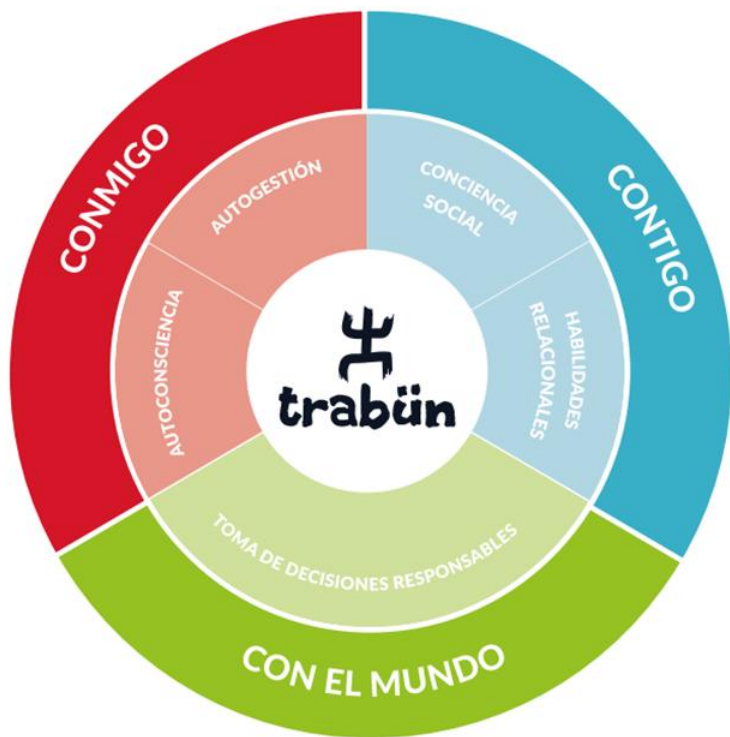 CONMIGO
CONTIGO
CON EL MUNDO
AUTOGESTIÓN
AUTOCONSCIENCIA
CONCIENCIA
SOCIAL
HABILIDADES
RELACIONALES
TOMA DE DECISIONES RESPONSABLES
trabün